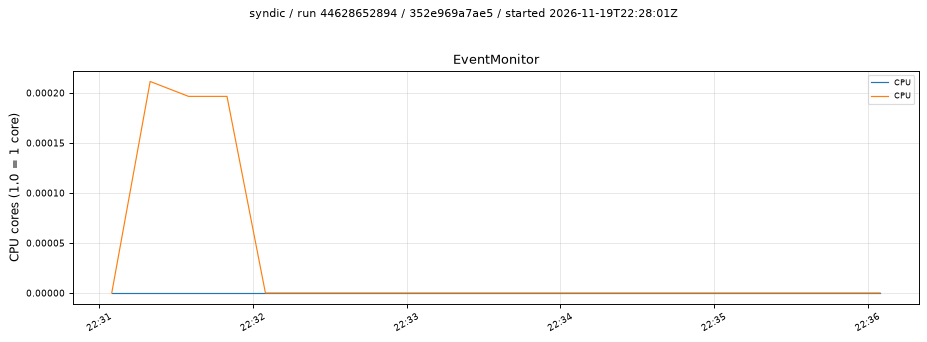 syndic / run 44628652894 / 352e969a7ae5 / started 2026-11-19T22:28:01Z
EventMonitor
CPU
CPU
CPU cores (1.0 = 1 core)
0.00020
0.00015
0.00010
0.00005
0.00000
22:31
22:32
22:33
22:34
22:35
22:36